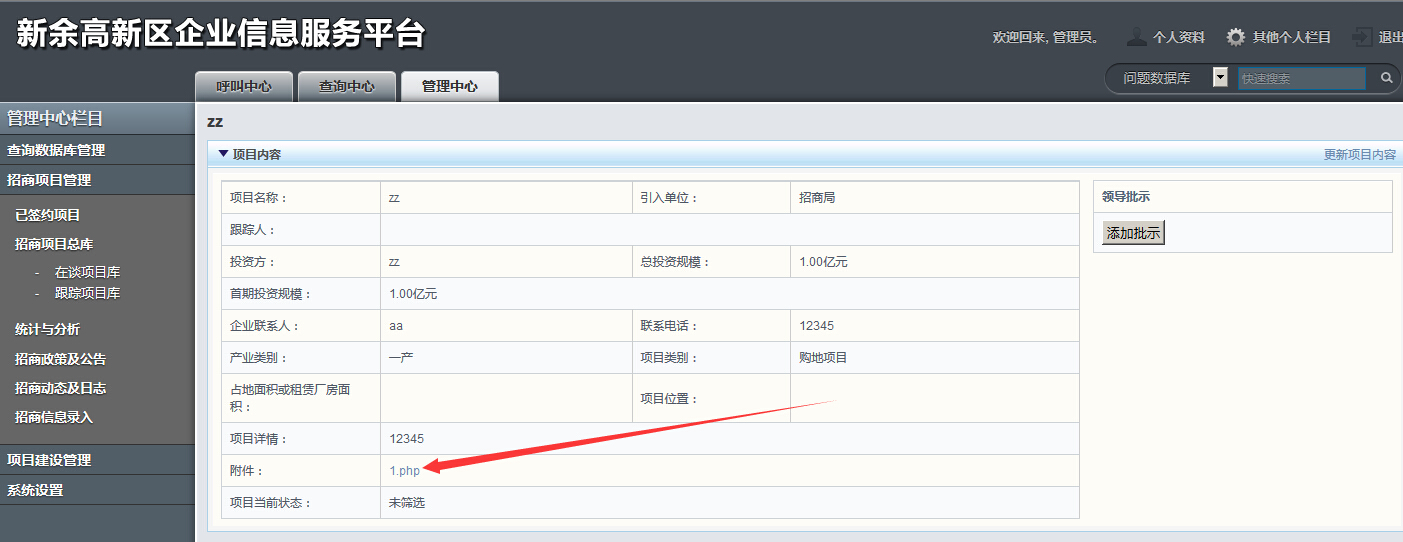 新余高新区企业信息服务平台
欢迎回来, 管理员。 个人资料 其他个人栏目 退出
呼叫中心 查询中心 管理中心
问题数据库 快速搜索
管理中心栏目
查询数据库管理
招商项目管理
已签约项目
招商项目总库
- 在谈项目库
- 跟踪项目库
统计与分析
招商政策及公告
招商动态及日志
招商信息录入
项目建设管理
系统设置
zz
项目内容 更新项目内容
项目名称： zz 引入单位： 招商局
跟踪人：
投资方： zz 总投资规模： 1.00亿元
首期投资规模： 1.00亿元
企业联系人： aa 联系电话： 12345
产业类别： 一产 项目类别： 购地项目
占地面积或租赁厂房面
积： 项目位置：
项目详情： 12345
附件： 1.php
项目当前状态： 未筛选
领导批示
添加批示